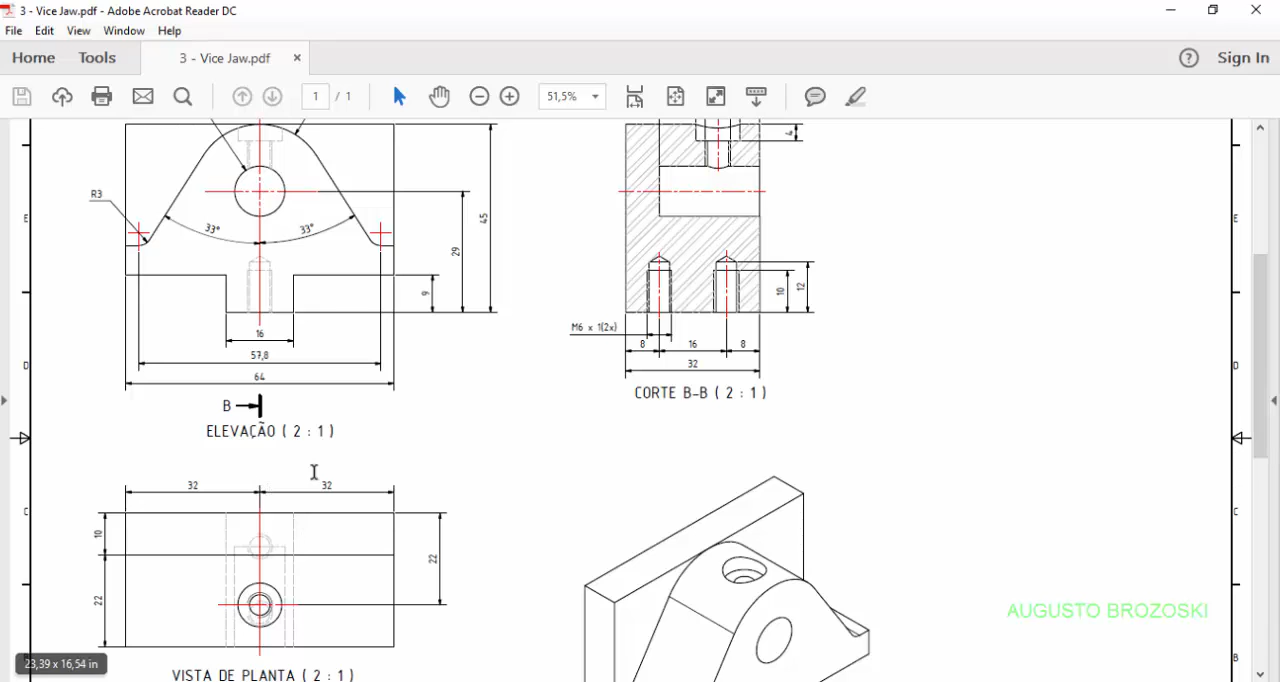 3 - Vice Jaw.pdf - Adobe Acrobat Reader DC
File Edit View Window Help
Home Tools 3 - Vice Jaw.pdf × ? Sign In
1 / 1 51,5%
4
R3
33° 33°
45
29
9
16
57,8
64
B
ELEVAÇÃO ( 2 : 1 )
E
D
10
12
M6 x 1(2x)
8 16 8
32
CORTE B-B ( 2 : 1 )
E
D
32 32
10
22
22
VISTA DE PLANTA ( 2 : 1 )
C
C
B
AUGUSTO BROZOSKI
23,39 x 16,54 in